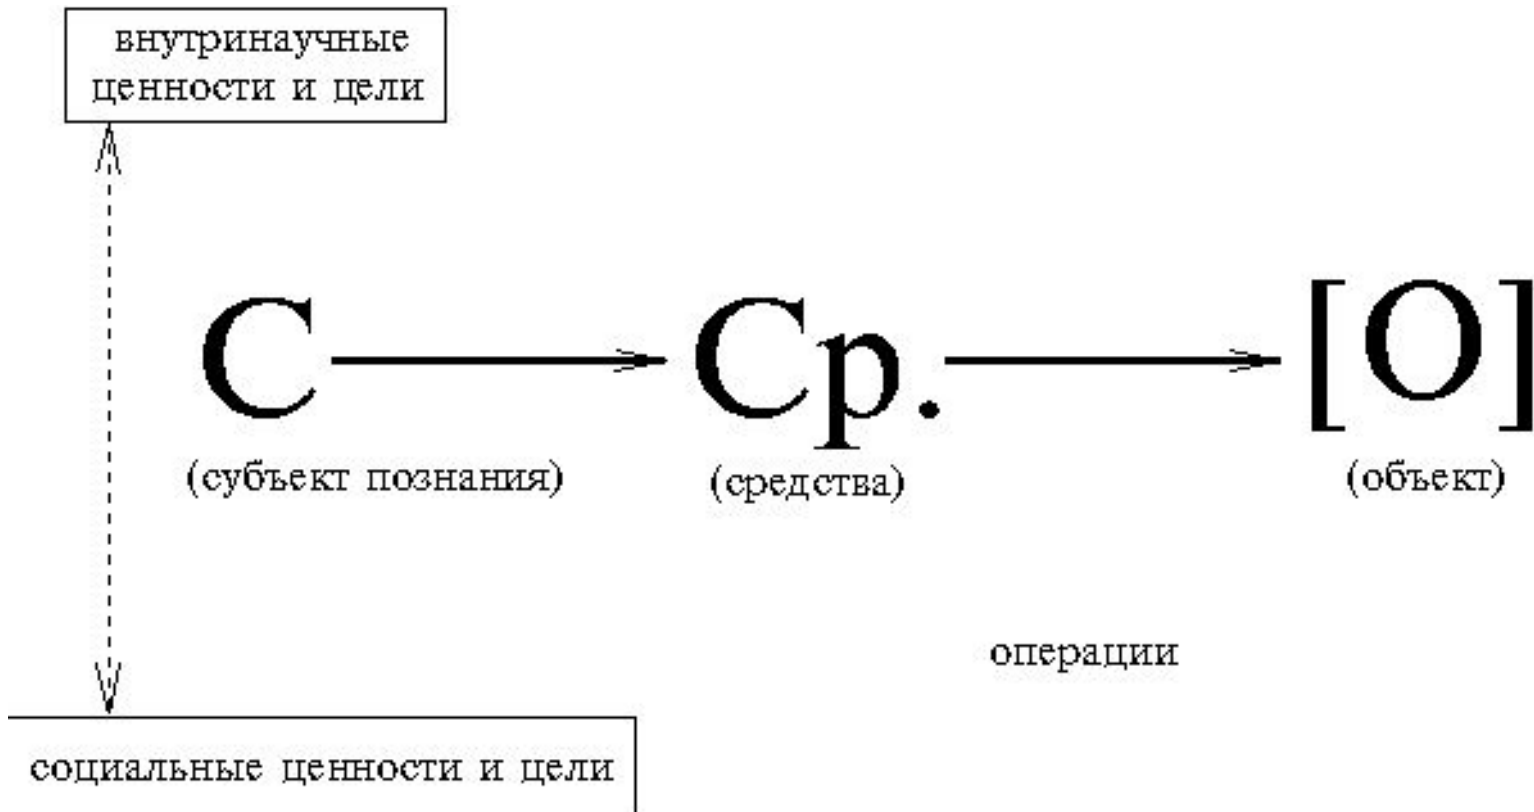 внутринаучные
ценности и цели
С Ср. [О]
(субъект познания) (средства) (объект)
операции
социальные ценности и цели